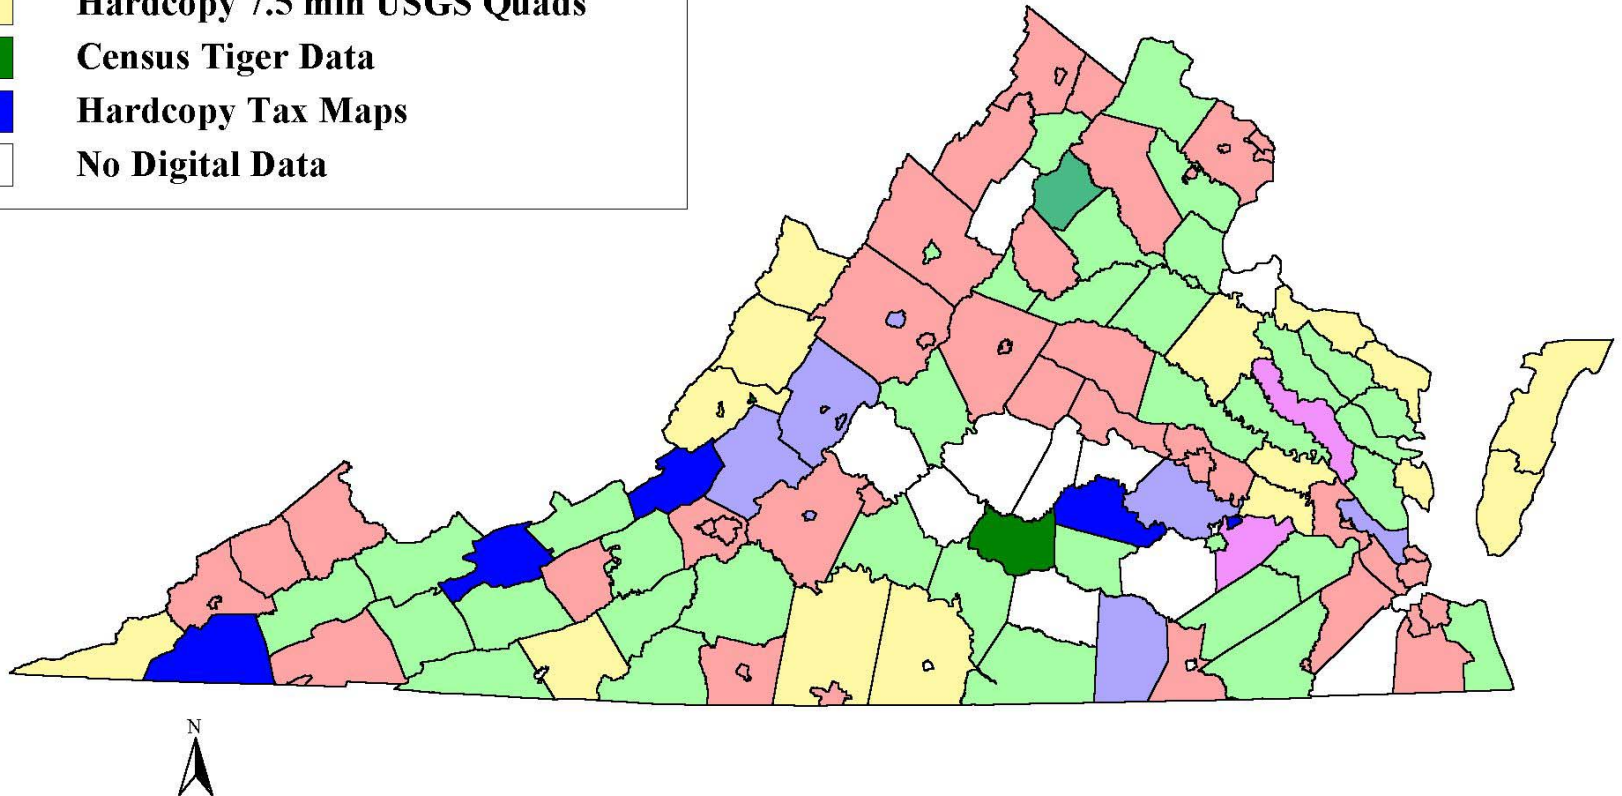 Hardcopy 7.5 min USGS Quads
Census Tiger Data
Hardcopy Tax Maps
No Digital Data
N